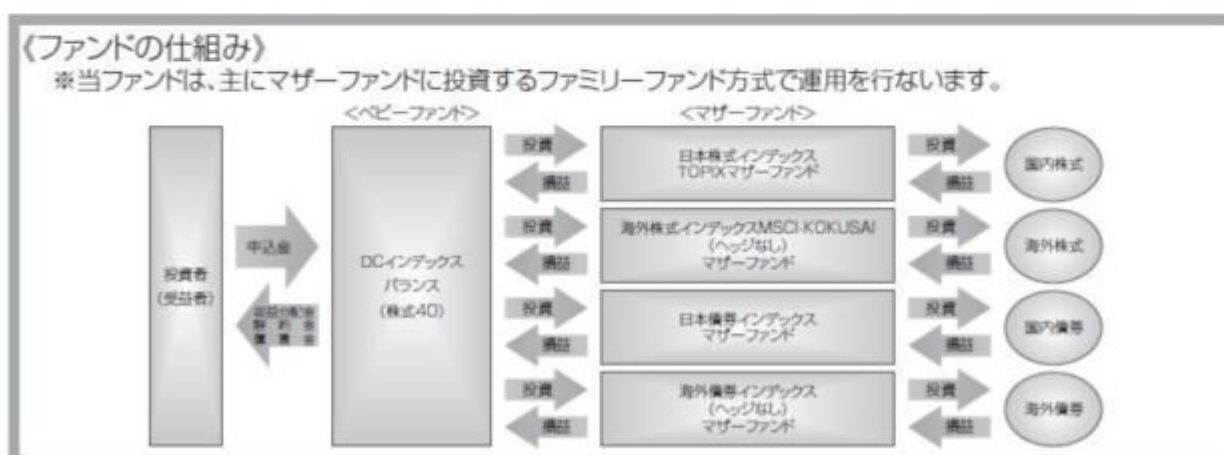 《ファンドの仕組み》
※当ファンドは、主にマザーファンドに投資するファミリーファンド方式で運用を行ないます。
<ベビーファンド>
<マザーファンド>
投資者
(受益者)
申込金
収益分配金
解約金
償還金
DCインデックス
バランス
(株式40)
投資
損益
日本株式インデックス
TOPIXマザーファンド
投資
損益
国内株式
投資
損益
海外株式インデックスMSCI-KOKUSAI
(ヘッジなし)
マザーファンド
投資
損益
海外株式
投資
損益
日本債券インデックス
マザーファンド
投資
損益
国内債券
投資
損益
海外債券インデックス
(ヘッジなし)
マザーファンド
投資
損益
海外債券